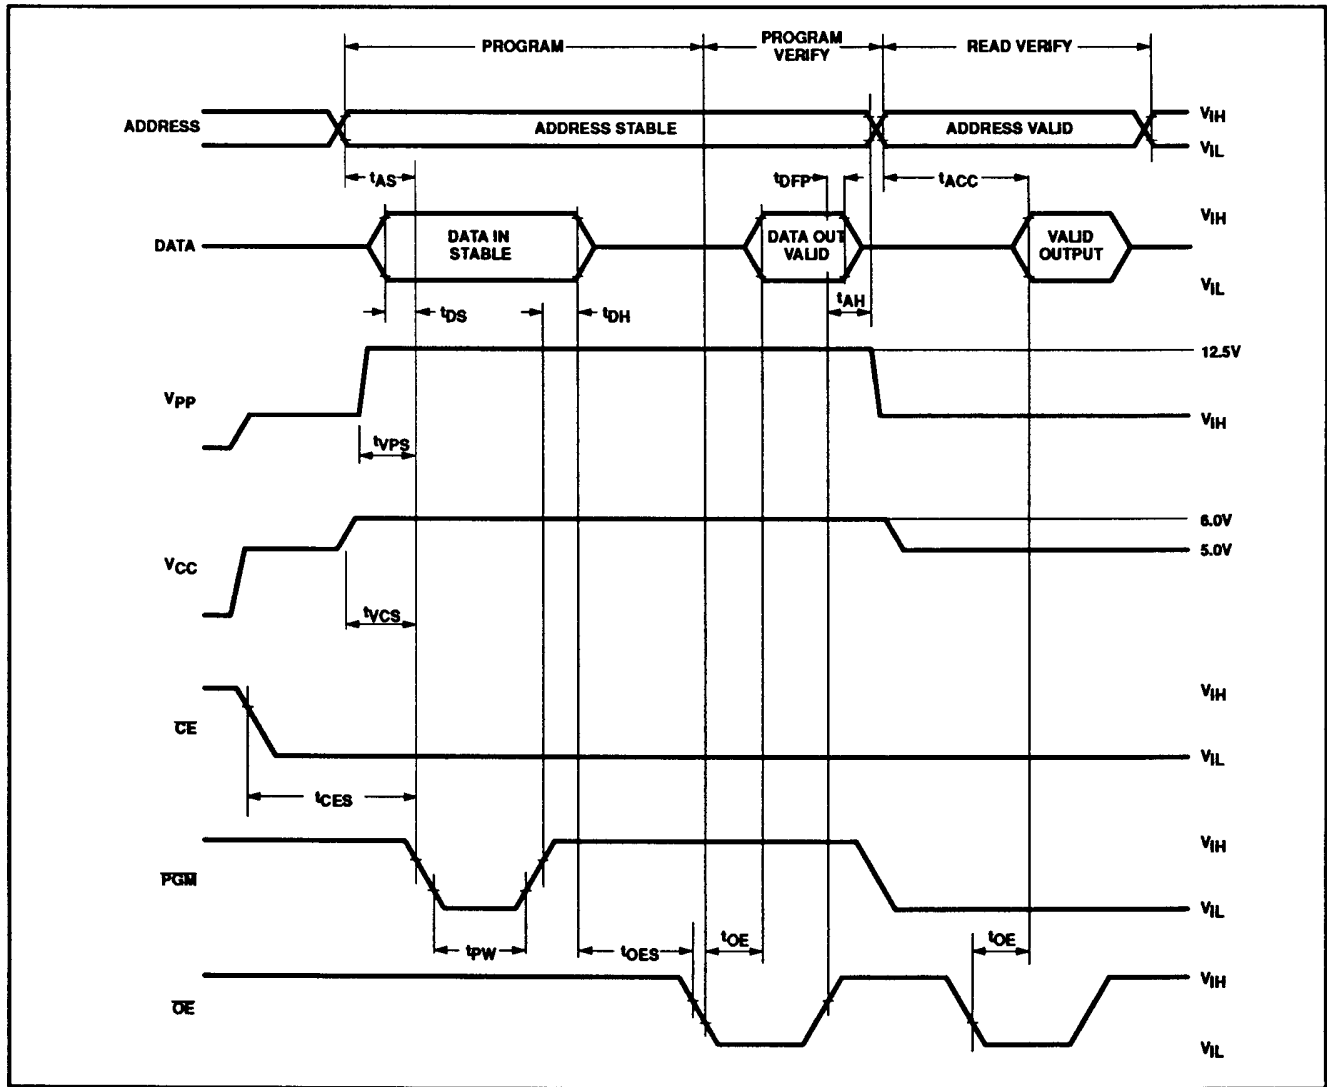 PROGRAM
PROGRAM
VERIFY
READ VERIFY
ADDRESS
ADDRESS STABLE
ADDRESS VALID
VIH
VIL
tAS
tDFP
tACC
DATA
DATA IN
STABLE
DATA OUT
VALID
VALID
OUTPUT
VIH
VIL
tDS
tDH
tAH
VPP
12.5V
VIH
tVPS
VCC
6.0V
5.0V
tVCS
CE
VIH
VIL
tCES
PGM
VIH
VIL
tPW
tOES
tOE
tOE
OE
VIH
VIL